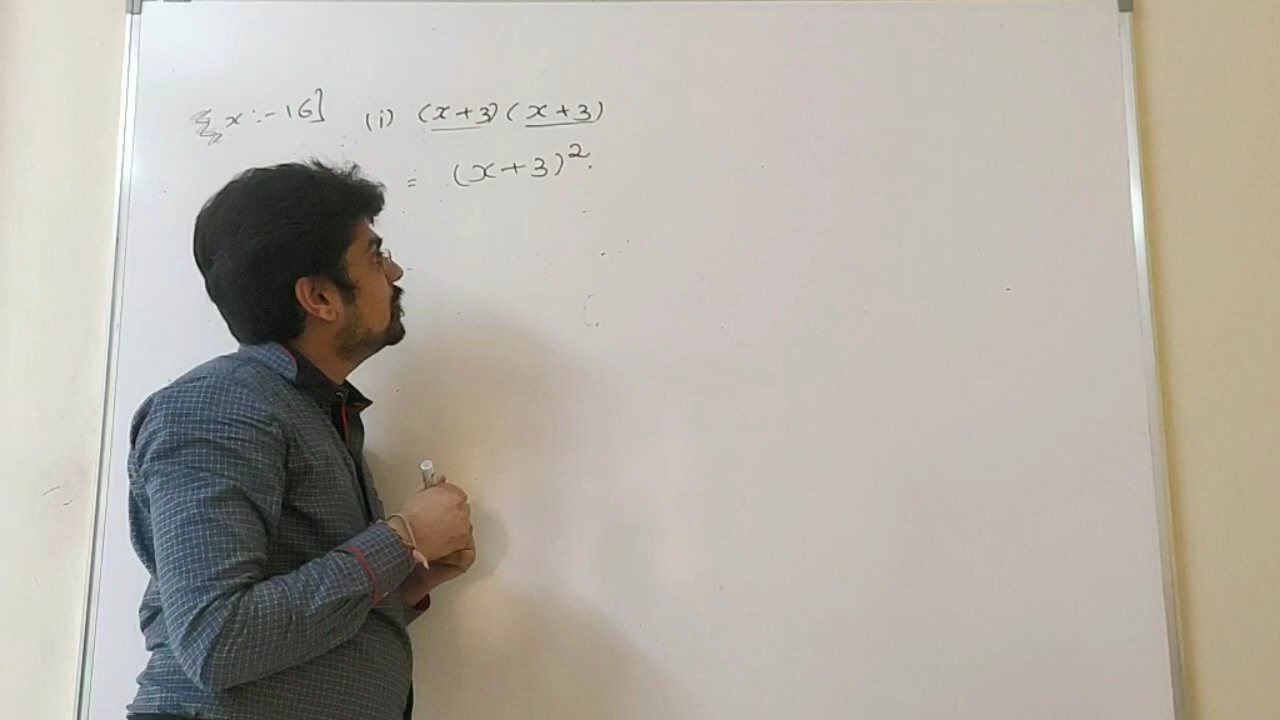 Ex:-16] (i) (x+3)(x+3)
= (x+3)².